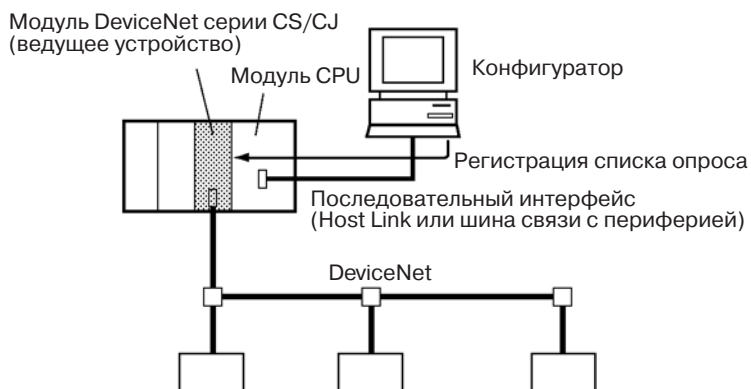 Модуль DeviceNet серии CS/CJ
(ведущее устройство)
Модуль CPU
Конфигуратор
Регистрация списка опроса
Последовательный интерфейс
(Host Link или шина связи с периферией)
DeviceNet